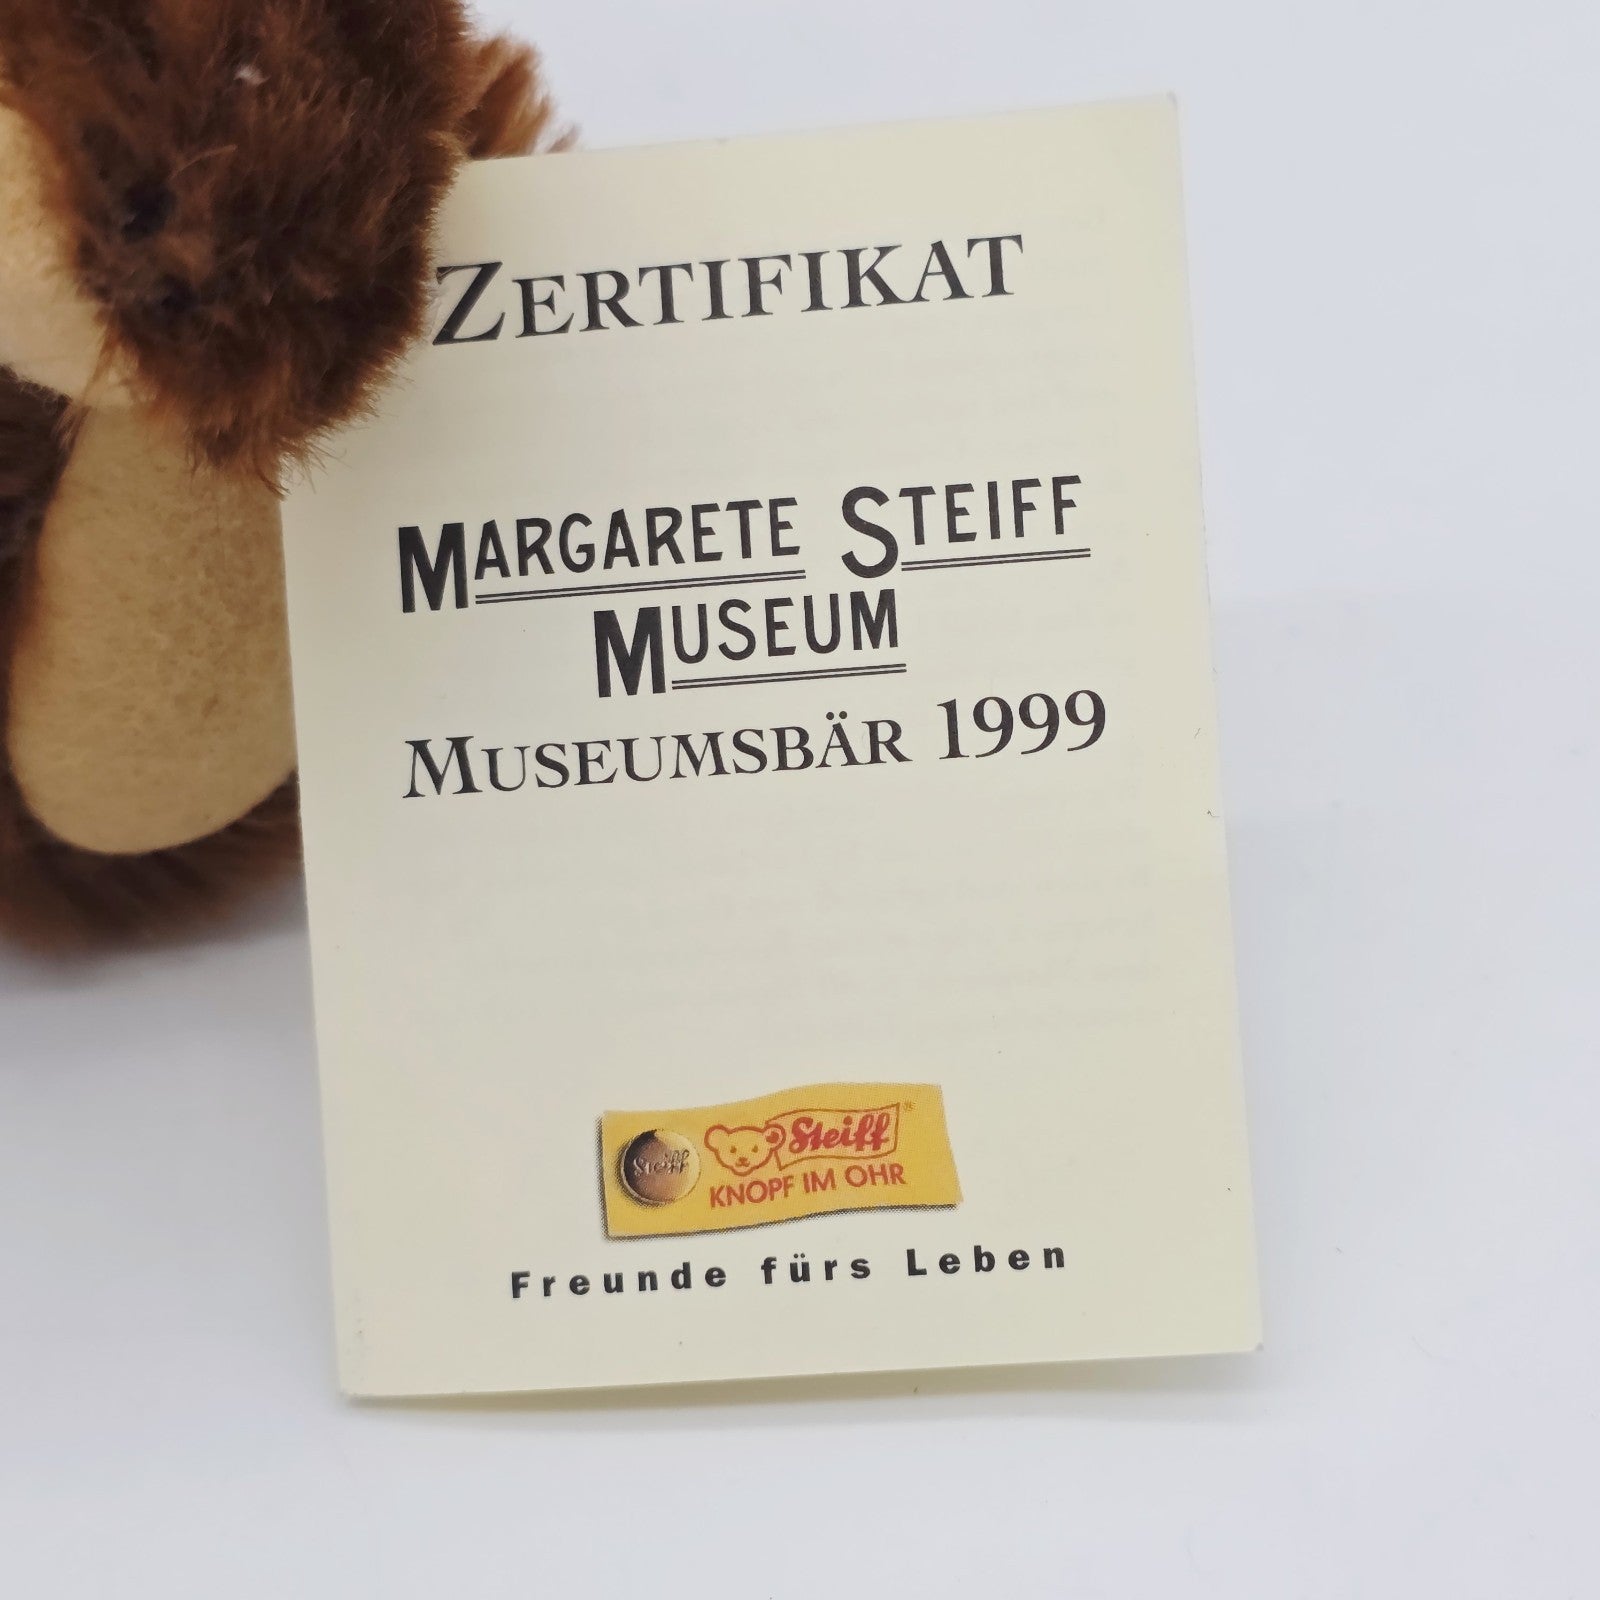 ZERTIFIKAT
MARGARETE STEIFF
MUSEUM
MUSEUMSBÄR 1999
Steiff
Steiff®
KNOPF IM OHR
Freunde fürs Leben